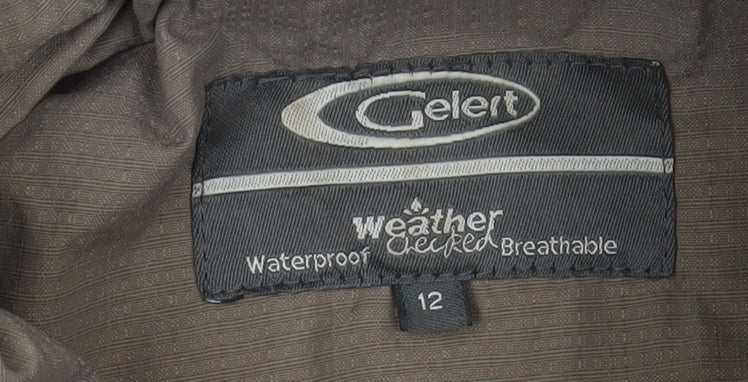 Gelert
Weather
Waterproof Checked Breathable
12